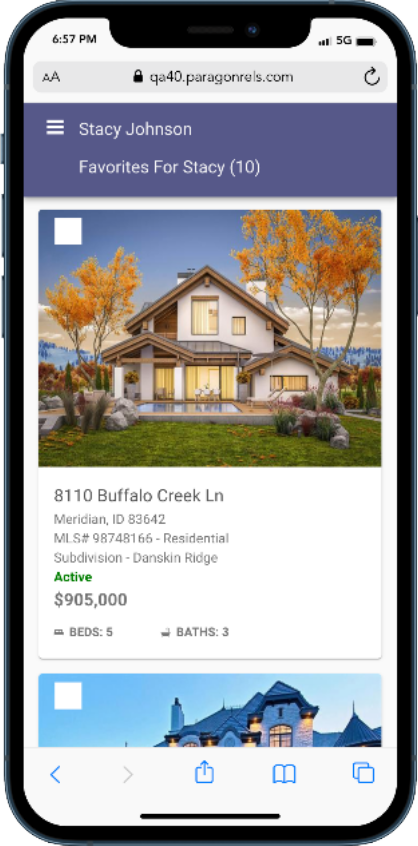 6:57 PM
5G
AA
qa40.paragonrels.com
Stacy Johnson
Favorites For Stacy (10)
8110 Buffalo Creek Ln
Meridian, ID 83642
MLS# 98748166 - Residential
Subdivision - Danskin Ridge
Active
$905,000
BEDS: 5 BATHS: 3